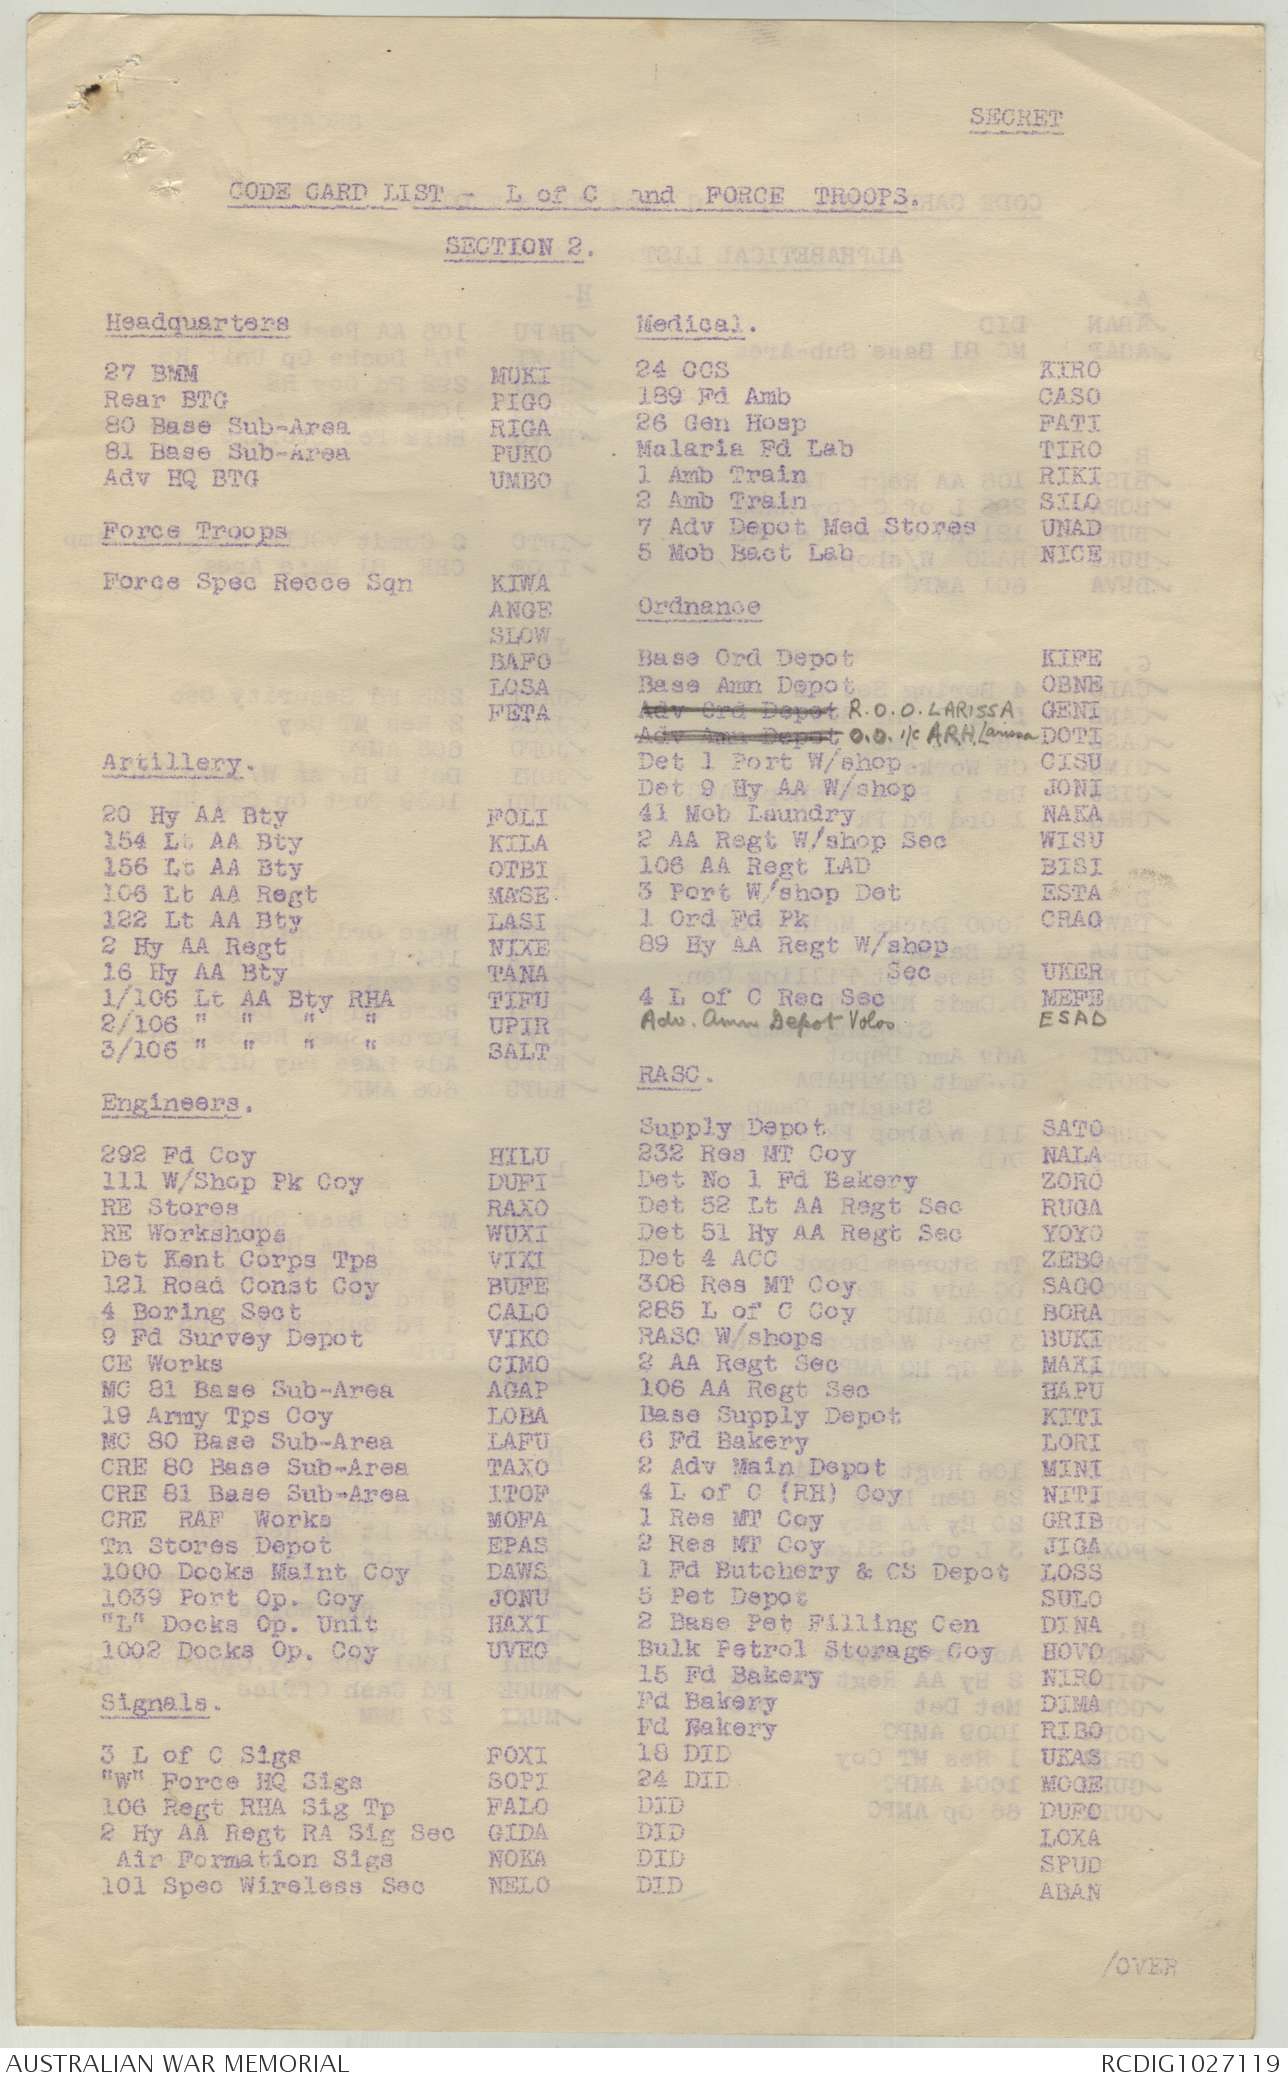 SECRET
CODE CARD LIST - L of C and FORCE TROOPS.
SECTION 2.
Headquarters
27 BMM MUKI
Rear BTG PIGO
80 Base Sub-Area RIGA
81 Base Sub-Area PUKO
Adv HQ BTG UMBO
Force Troops
Force Spec Recce Sqn KIWA
ANGE
SLOW
BAFO
LOSA
FETA
Artillery.
20 Hy AA Bty FOLI
154 Lt AA Bty KILA
156 Lt AA Bty OTBI
106 Lt AA Regt MASE
122 Lt AA Bty LASI
2 Hy AA Regt NIXE
16 Hy AA Bty TANA
1/106 Lt AA Bty RHA TIFU
2/106 " " " " UPIR
3/106 " " " " SALT
Engineers.
292 Fd Coy HILU
111 W/Shop Pk Coy DUFI
RE Stores RAXO
RE Workshops WUXI
Det Kent Corps Tps VIXI
121 Road Const Coy BUFE
4 Boring Sect CALO
9 Fd Survey Depot VIKO
CE Works CIMO
MC 81 Base Sub-Area AGAP
19 Army Tps Coy LOBA
MC 80 Base Sub-Area LAFU
CRE 80 Base Sub-Area TAXO
CRE 81 Base Sub-Area ITOF
CRE RAF Works MOFA
Tn Stores Depot EPAS
1000 Docks Maint Coy DAWS
1039 Port Op. Coy JONU
"L" Docks Op. Unit HAXI
1002 Docks Op. Coy UVEO
Signals.
3 L of C Sigs FOXI
"W" Force HQ Sigs SOPI
106 Regt RHA Sig Tp FALO
2 Hy AA Regt RA Sig Sec GIDA
Air Formation Sigs NOKA
101 Spec Wireless Sec NELO
Medical.
24 CCS KIRO
189 Fd Amb CASO
26 Gen Hosp FATI
Malaria Fd Lab TIRO
1 Amb Train RIKI
2 Amb Train SILO
7 Adv Depot Med Stores UNAD
5 Mob Bact Lab NICE
Ordnance
Base Ord Depot KIFE
Base Amn Depot OBNE
Adv Ord Depot R.O.O. LARISSA GENI
Adv Amn Depot O.O. i/c A.R.H. Larissa DOTI
Det 1 Port W/shop CISU
Det 9 Hy AA W/shop JONI
41 Mob Laundry NAKA
2 AA Regt W/shop Sec WISU
106 AA Regt LAD BISI
3 Port W/shop Det ESTA
1 Ord Fd Pk CRAG
89 Hy AA Regt W/shop
Sec UKER
4 L of C Rec Sec MEFE
Adv. Amm Depot Volos ESAD
RASC.
Supply Depot SATO
232 Res MT Coy NALA
Det No 1 Fd Bakery ZORO
Det 52 Lt AA Regt Sec RUGA
Det 51 Hy AA Regt Sec YOYO
Det 4 ACC ZEBO
308 Res MT Coy SAGO
285 L of C Coy BORA
RASC W/shops BUKI
2 AA Regt Sec MAKI
106 AA Regt Sec HAPU
Base Supply Depot KITI
6 Fd Bakery LORI
2 Adv Main Depot MINI
4 L of C (RH) Coy NITI
1 Res MT Coy GRIB
2 Res MT Coy JIGA
1 Fd Butchery & CS Depot LOSS
5 Pet Depot SULO
2 Base Pet Filling Cen DINA
Bulk Petrol Storage Coy HOVO
15 Fd Bakery NIRO
Fd Bakery DIMA
Fd Bakery RIBO
18 DID UKAS
24 DID MOGE
DID DUFO
DID LOXA
DID SPUD
DID ABAN
/OVER
AUSTRALIAN WAR MEMORIAL
RCDIG1027119